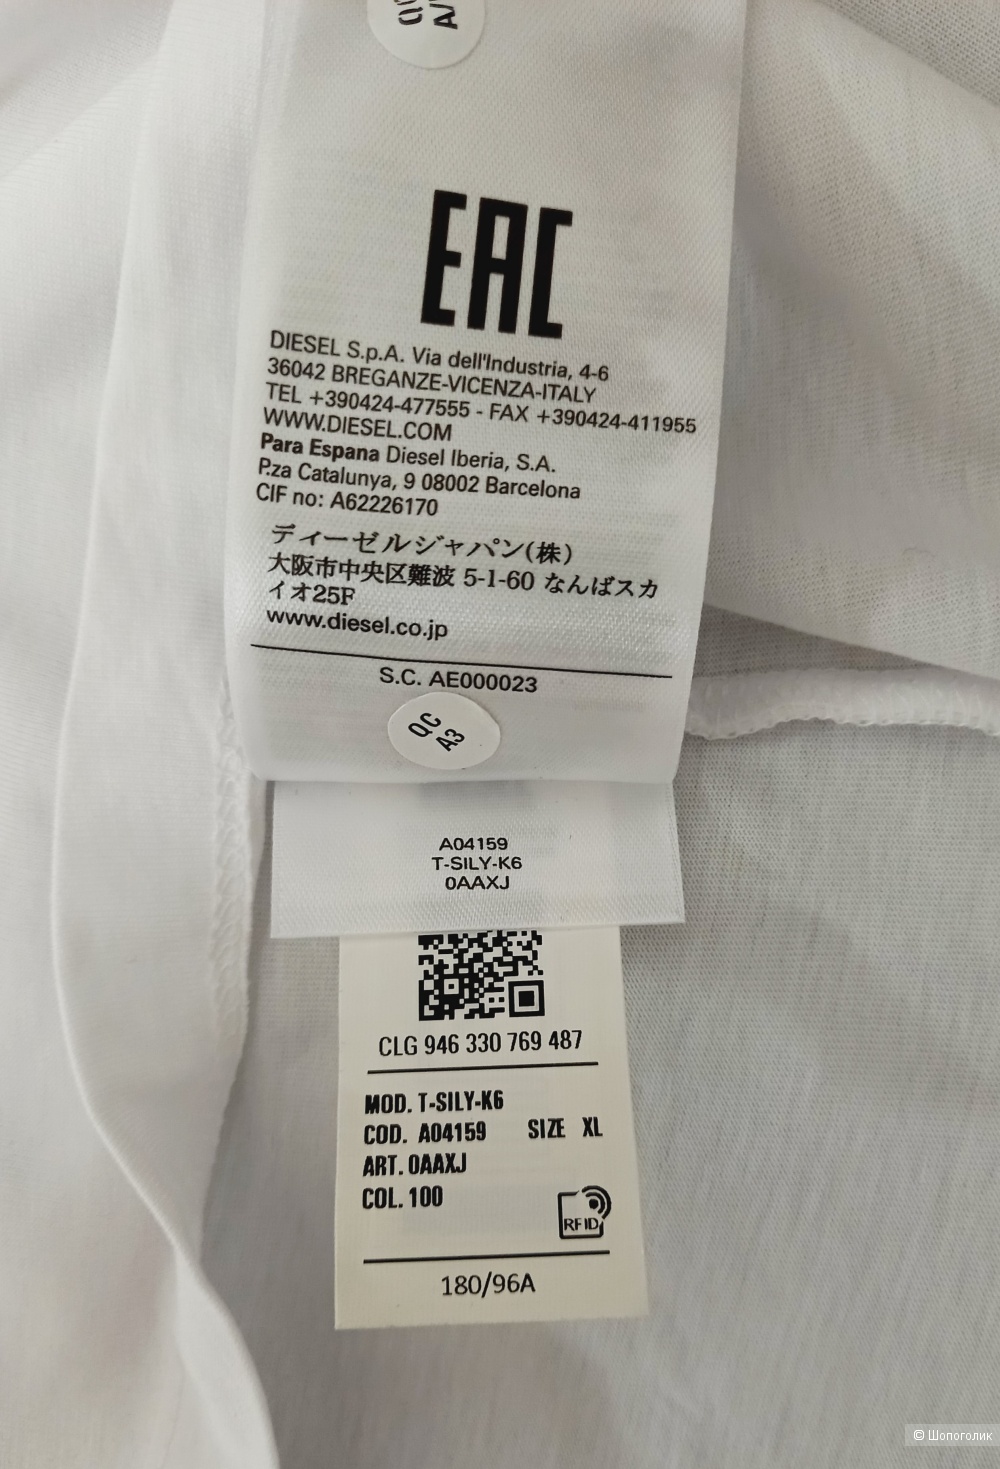 EAC
DIESEL S.p.A. Via dell'Industria, 4-6
36042 BREGANZE-VICENZA-ITALY
TEL +390424-477555 - FAX +390424-411955
WWW.DIESEL.COM
Para Espana Diesel Iberia, S.A.
P.za Catalunya, 9 08002 Barcelona
CIF no: A62226170
ディーゼルジャパン(株)
大阪市中央区難波 5-1-60 なんばスカ
イオ25F
www.diesel.co.jp
S.C. AE000023
QC
A3
A04159
T-SILY-K6
0AAXJ
CLG 946 330 769 487
MOD. T-SILY-K6
COD. A04159 SIZE XL
ART. 0AAXJ
COL. 100
RFID
180/96A
© Шопоголик